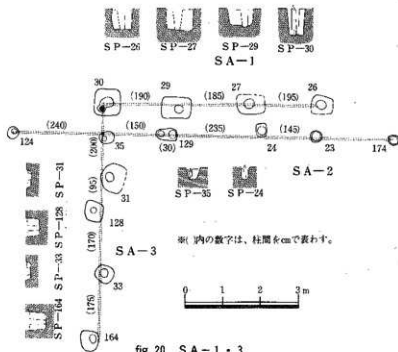 SP-26 SP-27 SP-29 SP-30
SA-1
30 (190) 29 (185) 27 (195) 26
(240) (150) (235) (145)
124 35 (30) 129 24 23 174
SA-2
(200)
SP-31
(95)
31
SP-35 SP-24
SP-128
128
(170)
SA-3
※( )内の数字は、柱間をcmで表わす。
SP-33
33
(175)
0 1 2 3 m
SP-164
164
fig 20 SA-1・3